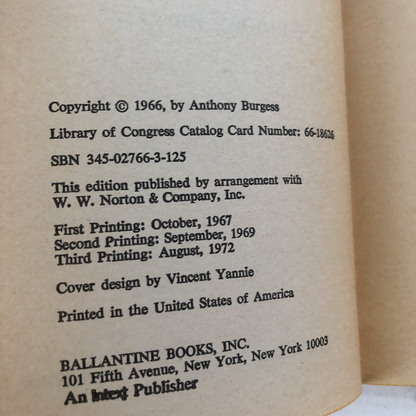 Copyright © 1966, by Anthony Burgess
Library of Congress Catalog Card Number: 66-18626
SBN 345-02766-3-125
This edition published by arrangement with
W. W. Norton & Company, Inc.
First Printing: October, 1967
Second Printing: September, 1969
Third Printing: August, 1972
Cover design by Vincent Yannie
Printed in the United States of America
BALLANTINE BOOKS, INC.
101 Fifth Avenue, New York, New York 10003
An Intext Publisher